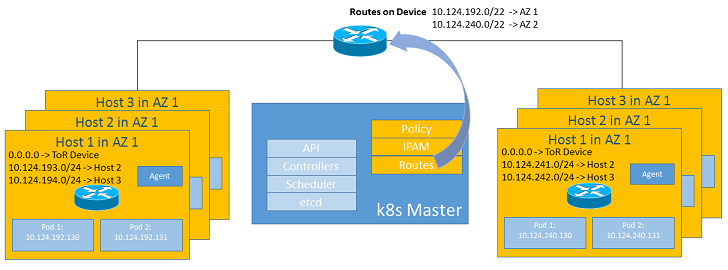 Routes on Device 10.124.192.0/22 -> AZ 1
10.124.240.0/22 -> AZ 2
Host 3 in AZ 1
Host 2 in AZ 1
Host 1 in AZ 1
0.0.0.0 -> ToR Device
10.124.193.0/24 -> Host 2
10.124.194.0/24 -> Host 3
Agent
Pod 1:
10.124.192.130
Pod 2:
10.124.192.131
API
Controllers
Scheduler
etcd
Policy
IPAM
Routes
k8s Master
Host 3 in AZ 1
Host 2 in AZ 1
Host 1 in AZ 1
0.0.0.0 -> ToR Device
10.124.241.0/24 -> Host 2
10.124.242.0/24 -> Host 3
Agent
Pod 1:
10.124.240.130
Pod 2:
10.124.240.131